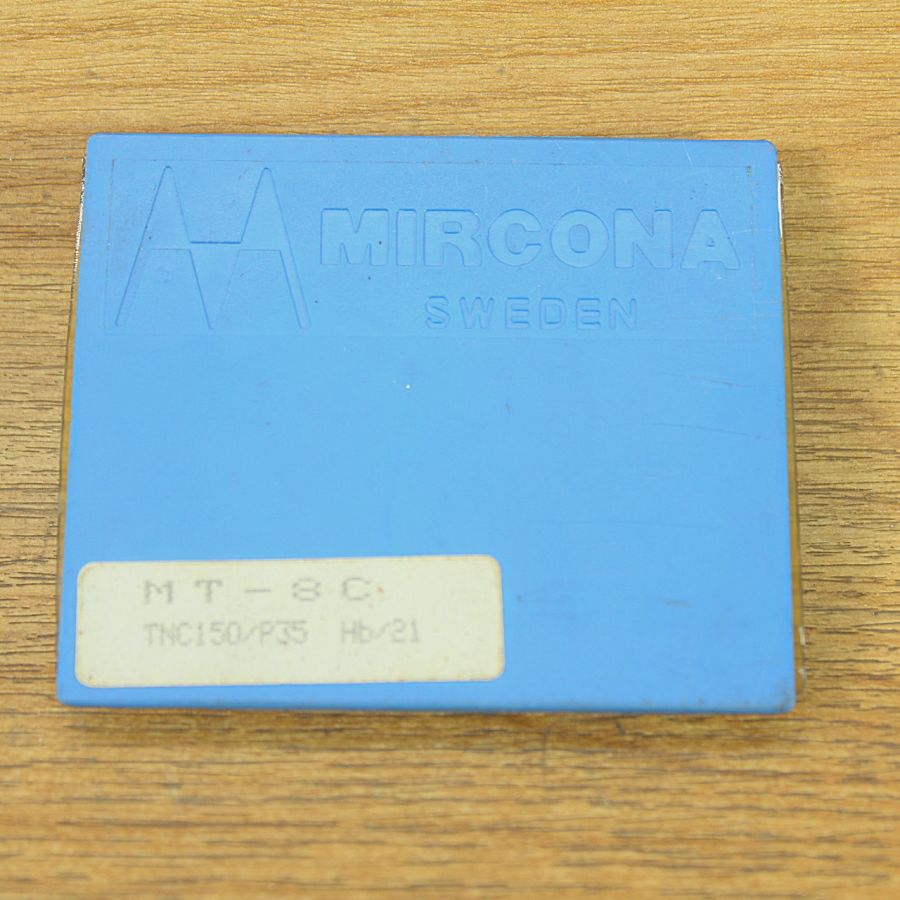 MIRCONA
SWEDEN
MT-8C
TNC150/P35 Hb/21